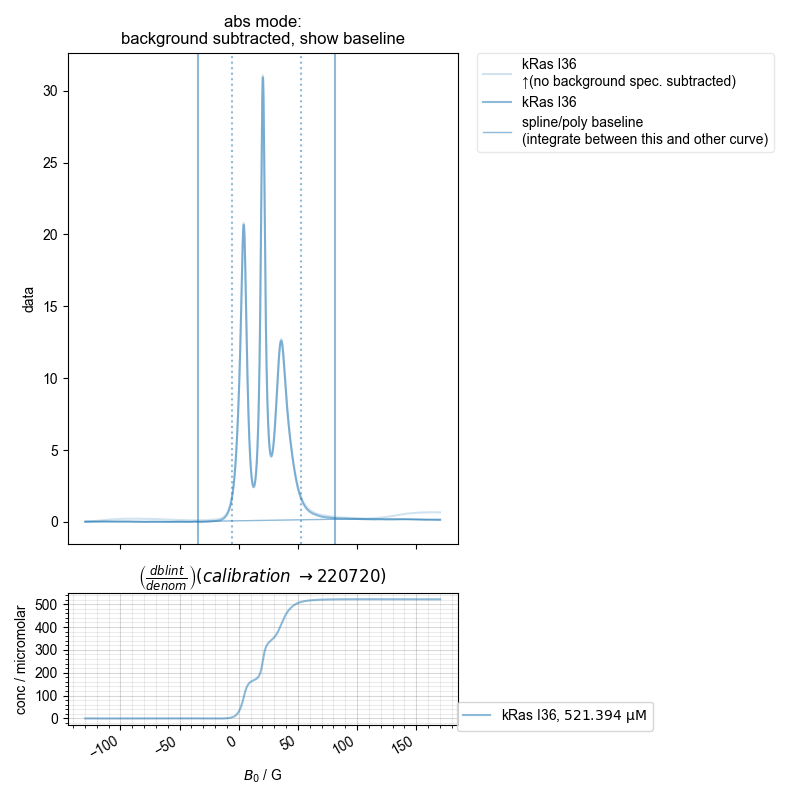 abs mode:
background subtracted, show baseline
kRas I36
↑(no background spec. subtracted)
kRas I36
spline/poly baseline
(integrate between this and other curve)
30
25
20
15
10
5
0
data
(dblint/denom)(calibration → 220720)
500
400
300
200
100
0
conc / micromolar
kRas I36, 521.394 μM
−100
−50
0
50
100
150
B₀ / G